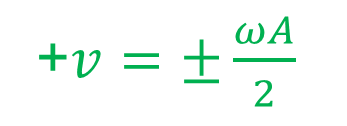 +v = ± ωA/2